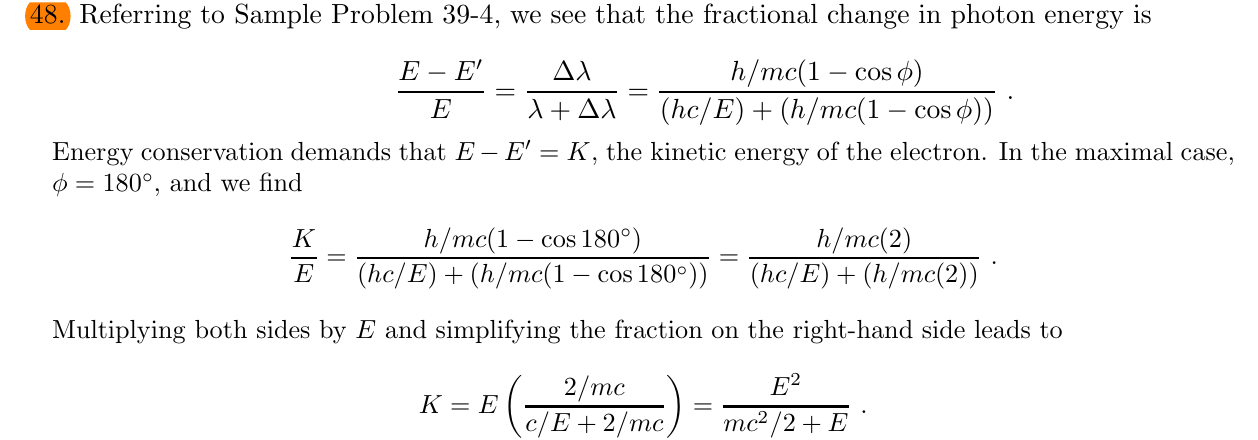 48. Referring to Sample Problem 39-4, we see that the fractional change in photon energy is
(E − E′)/E = Δλ/(λ + Δλ) = h/mc(1 − cos ϕ)/((hc/E) + (h/mc(1 − cos ϕ))) .
Energy conservation demands that E − E′ = K, the kinetic energy of the electron. In the maximal case,
ϕ = 180°, and we find
K/E = h/mc(1 − cos 180°)/((hc/E) + (h/mc(1 − cos 180°))) = h/mc(2)/((hc/E) + (h/mc(2))) .
Multiplying both sides by E and simplifying the fraction on the right-hand side leads to
K = E ( (2/mc)/(c/E + 2/mc) ) = E²/(mc²/2 + E) .